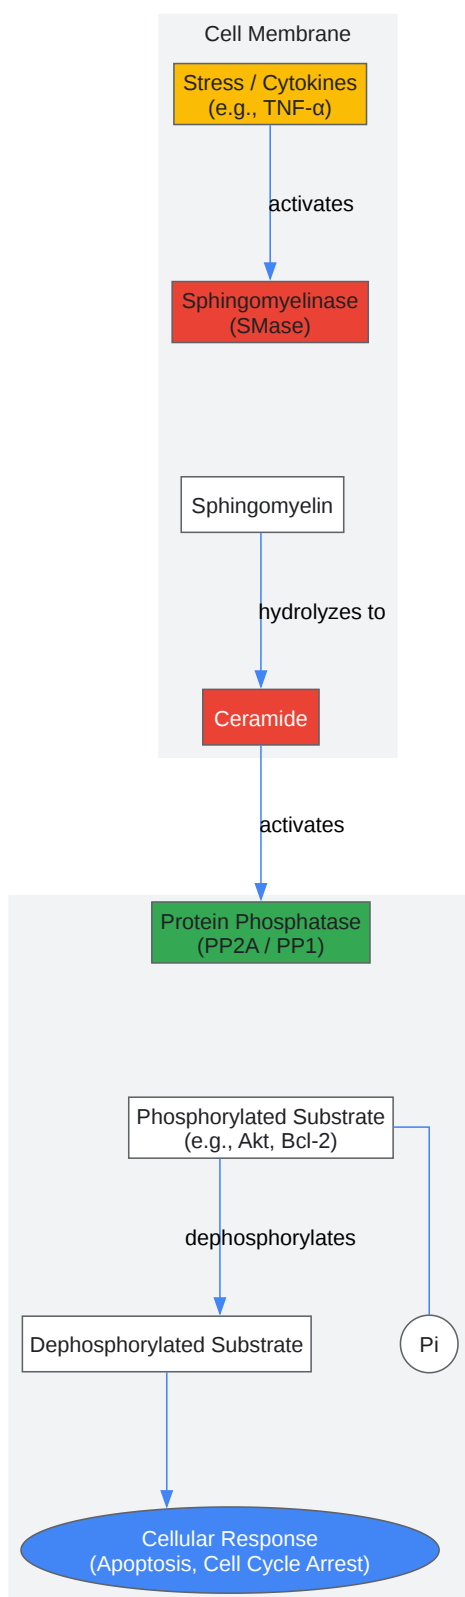 Cell Membrane
Stress / Cytokines
(e.g., TNF-α)
activates
Sphingomyelinase
(SMase)
Sphingomyelin
hydrolyzes to
Ceramide
activates
Protein Phosphatase
(PP2A / PP1)
Phosphorylated Substrate
(e.g., Akt, Bcl-2)
dephosphorylates
Dephosphorylated Substrate
Pi
Cellular Response
(Apoptosis, Cell Cycle Arrest)